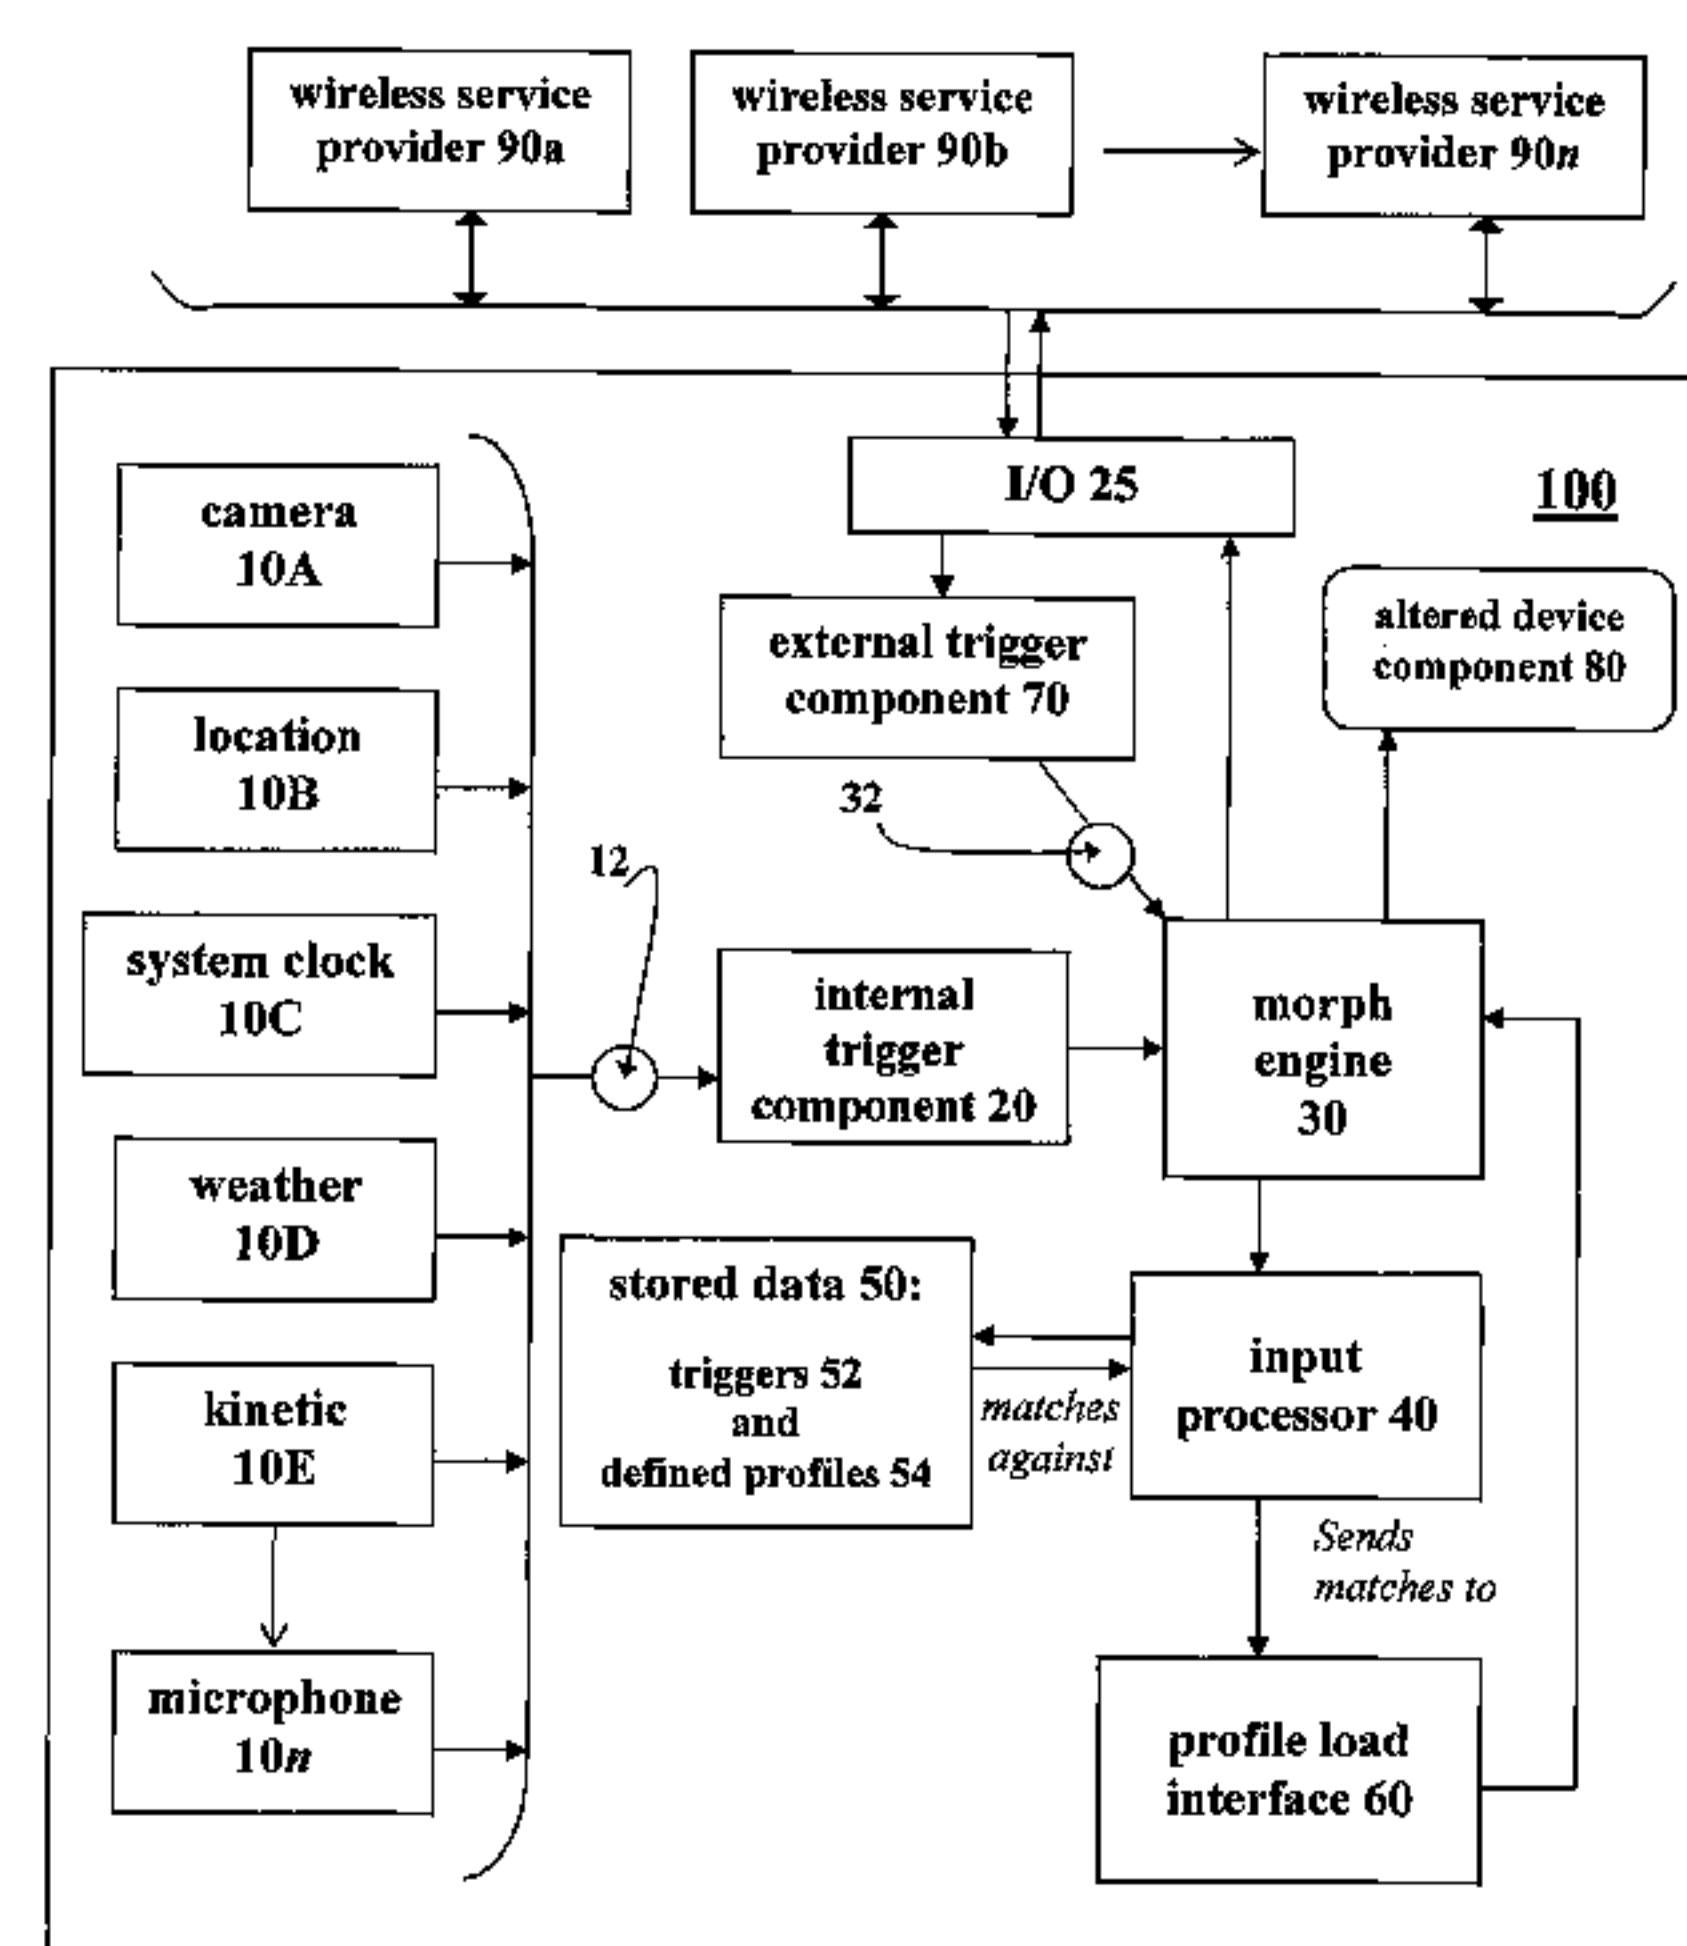 wireless service
provider 90a
wireless service
provider 90b
wireless service
provider 90n
I/O 25
100
camera
10A
external trigger
component 70
altered device
component 80
location
10B
32
12
system clock
10C
internal
trigger
component 20
morph
engine
30
weather
10D
stored data 50:
triggers 52
and
defined profiles 54
matches
against
input
processor 40
kinetic
10E
Sends
matches to
microphone
10n
profile load
interface 60